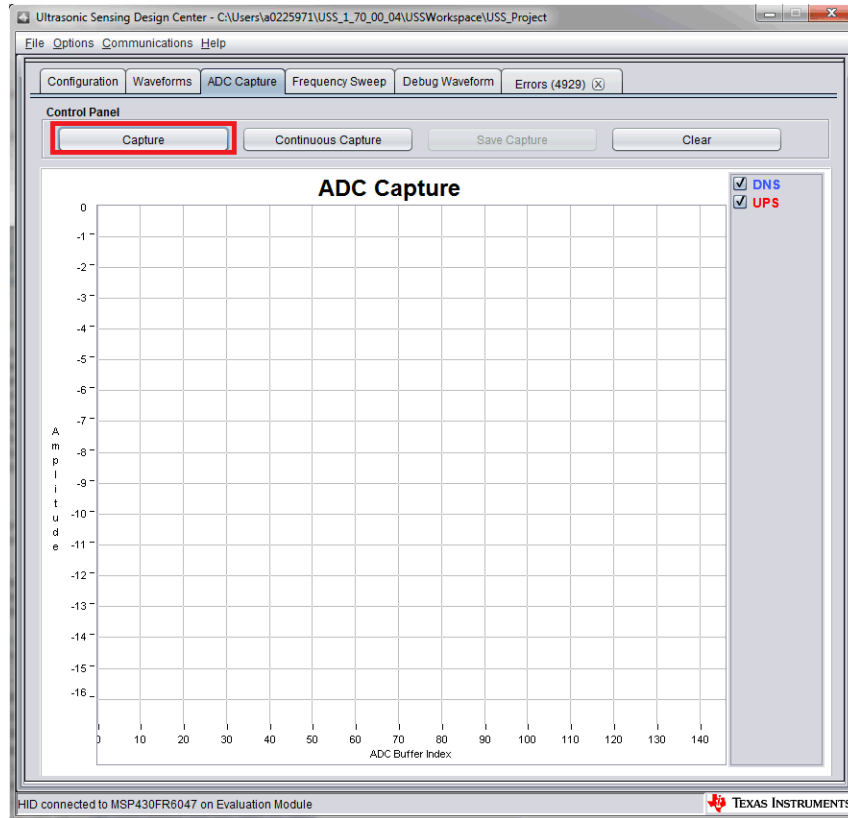 Ultrasonic Sensing Design Center - C:\Users\a0225971\USS_1_70_00_04\USSWorkspace\USS_Project
File Options Communications Help
Configuration Waveforms ADC Capture Frequency Sweep Debug Waveform Errors (4929)
Control Panel
Capture Continuous Capture Save Capture Clear
ADC Capture
DNS
UPS
0
-1
-2
-3
-4
-5
-6
-7
-8
-9
-10
-11
-12
-13
-14
-15
-16
Amplitude
0 10 20 30 40 50 60 70 80 90 100 110 120 130 140
ADC Buffer Index
HID connected to MSP430FR6047 on Evaluation Module
TEXAS INSTRUMENTS